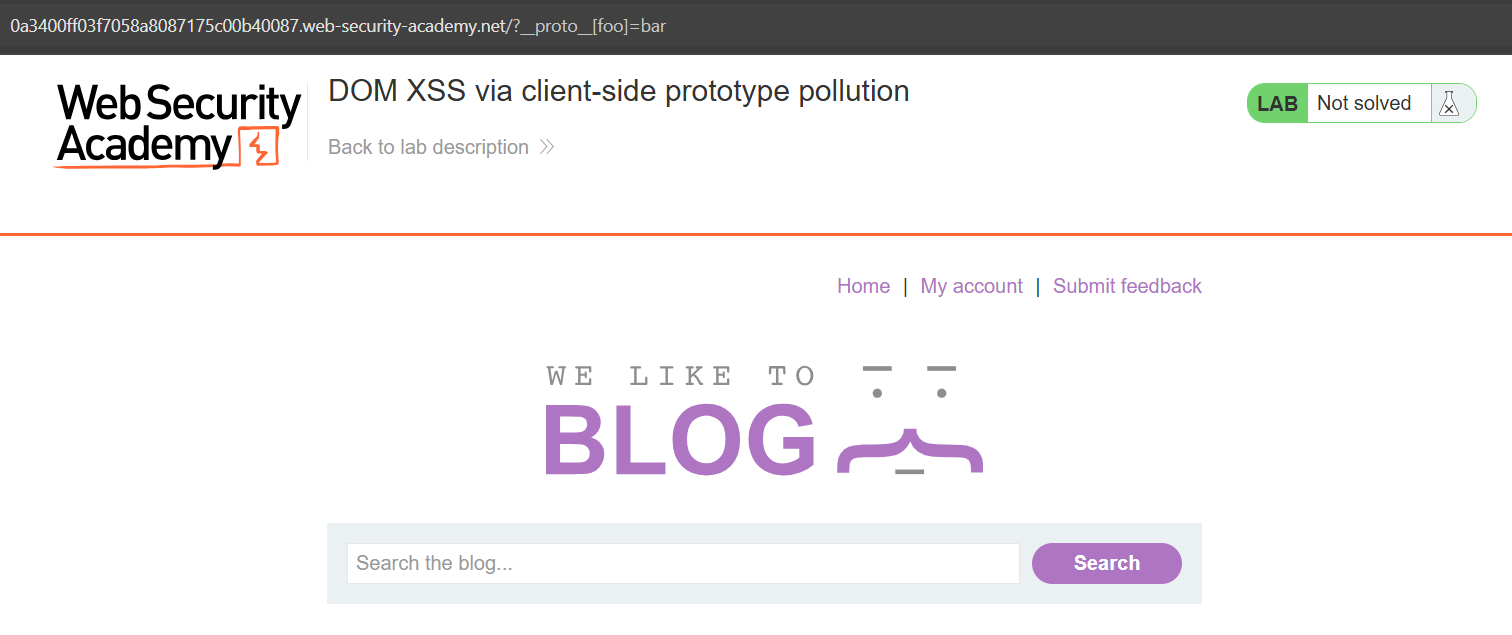 0a3400ff03f7058a8087175c00b40087.web-security-academy.net/?__proto__[foo]=bar
Web Security
Academy
DOM XSS via client-side prototype pollution
Back to lab description
LAB Not solved
Home | My account | Submit feedback
WE LIKE TO
BLOG
Search the blog...
Search